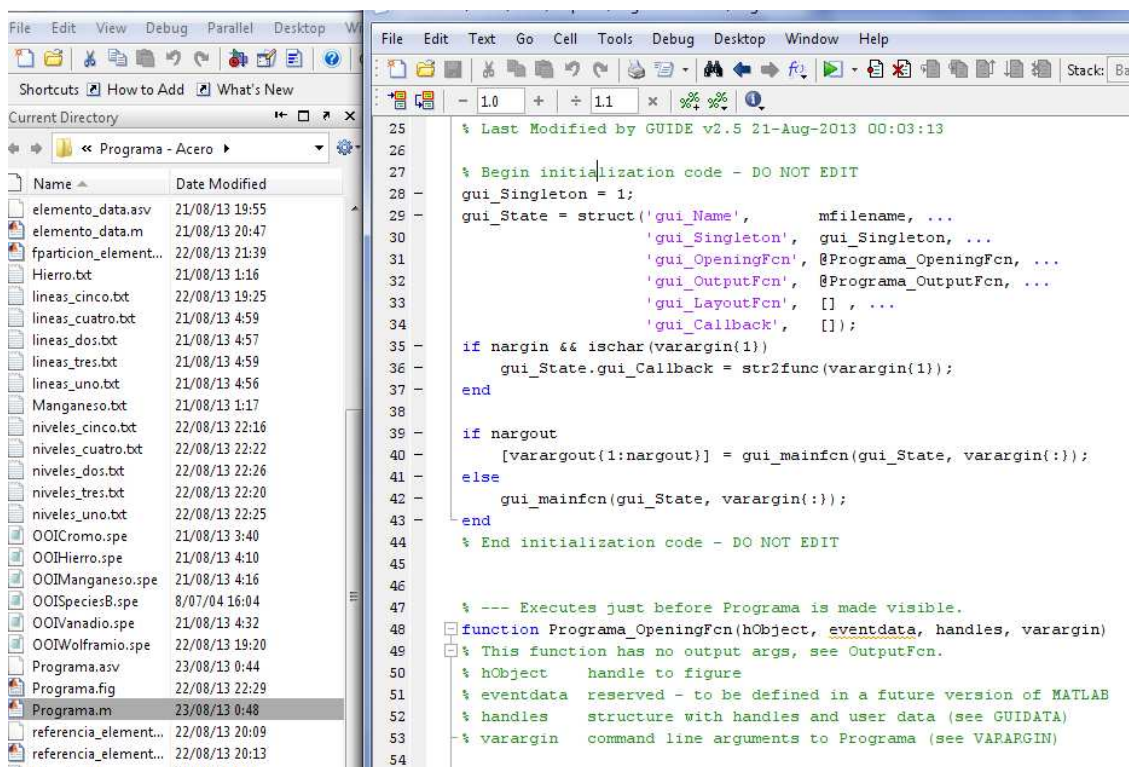 File Edit View Debug Parallel Desktop
Shortcuts How to Add What's New
Current Directory
« Programa - Acero
Name Date Modified
elemento_data.asv 21/08/13 19:55
elemento_data.m 21/08/13 20:47
fparticion_element... 22/08/13 21:39
Hierro.txt 21/08/13 1:16
lineas_cinco.txt 22/08/13 19:25
lineas_cuatro.txt 21/08/13 4:59
lineas_dos.txt 21/08/13 4:57
lineas_tres.txt 21/08/13 4:59
lineas_uno.txt 21/08/13 4:56
Manganeso.txt 21/08/13 1:17
niveles_cinco.txt 22/08/13 22:16
niveles_cuatro.txt 22/08/13 22:22
niveles_dos.txt 22/08/13 22:26
niveles_tres.txt 22/08/13 22:20
niveles_uno.txt 22/08/13 22:25
OOICromo.spe 21/08/13 3:40
OOIHierro.spe 21/08/13 4:10
OOIManganeso.spe 21/08/13 4:16
OOISpeciesB.spe 8/07/04 16:04
OOIVanadio.spe 21/08/13 4:32
OOIWolframio.spe 22/08/13 19:20
Programa.asv 23/08/13 0:44
Programa.fig 22/08/13 22:29
Programa.m 23/08/13 0:48
referencia_element... 22/08/13 20:09
referencia_element... 22/08/13 20:13
File Edit Text Go Cell Tools Debug Desktop Window Help
Stack: Ba
- 1.0 + ÷ 1.1 ×
25 % Last Modified by GUIDE v2.5 21-Aug-2013 00:03:13
26
27 % Begin initialization code - DO NOT EDIT
28 - gui_Singleton = 1;
29 - gui_State = struct('gui_Name', mfilename, ...
30 'gui_Singleton', gui_Singleton, ...
31 'gui_OpeningFcn', @Programa_OpeningFcn, ...
32 'gui_OutputFcn', @Programa_OutputFcn, ...
33 'gui_LayoutFcn', [] , ...
34 'gui_Callback', []);
35 - if nargin && ischar(varargin{1})
36 - gui_State.gui_Callback = str2func(varargin{1});
37 - end
38
39 - if nargout
40 - [varargout{1:nargout}] = gui_mainfcn(gui_State, varargin{:});
41 - else
42 - gui_mainfcn(gui_State, varargin{:});
43 - end
44 % End initialization code - DO NOT EDIT
45
46
47 % --- Executes just before Programa is made visible.
48 function Programa_OpeningFcn(hObject, eventdata, handles, varargin)
49 % This function has no output args, see OutputFcn.
50 % hObject handle to figure
51 % eventdata reserved - to be defined in a future version of MATLAB
52 % handles structure with handles and user data (see GUIDATA)
53 % varargin command line arguments to Programa (see VARARGIN)
54